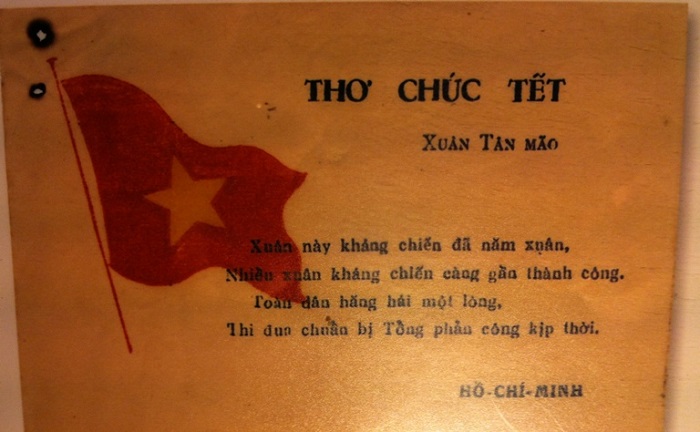 THƠ CHÚC TẾT
XUÂN TÂN MÃO
Xuân này kháng chiến đã năm xuân,
Nhiều xuân kháng chiến càng gần thành công.
Toàn dân hăng hái một lòng,
Thi đua chuẩn bị Tổng phản công kịp thời.
HỒ-CHÍ-MINH